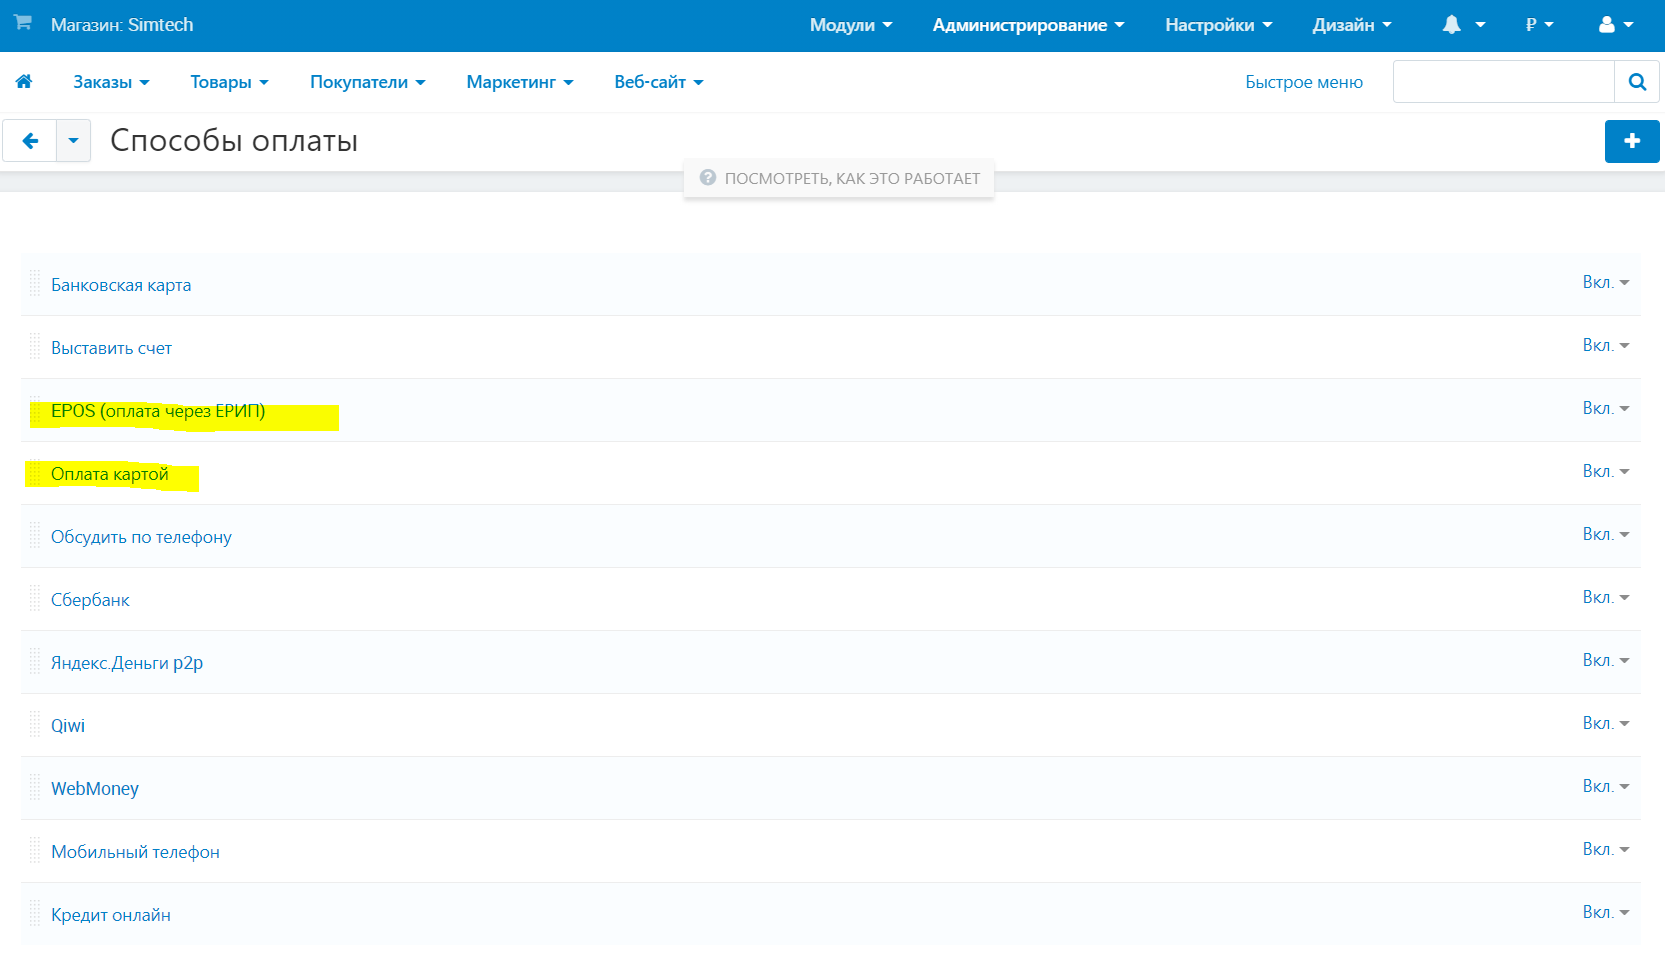 Магазин: Simtech
Модули Администрирование Настройки Дизайн ₽
Заказы Товары Покупатели Маркетинг Веб-сайт Быстрое меню
Способы оплаты
ПОСМОТРЕТЬ, КАК ЭТО РАБОТАЕТ
Банковская карта Вкл.
Выставить счет Вкл.
EPOS (оплата через ЕРИП) Вкл.
Оплата картой Вкл.
Обсудить по телефону Вкл.
Сбербанк Вкл.
Яндекс.Деньги p2p Вкл.
Qiwi Вкл.
WebMoney Вкл.
Мобильный телефон Вкл.
Кредит онлайн Вкл.